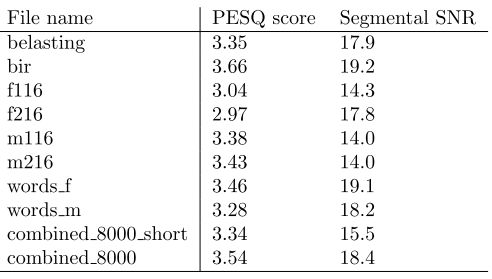 File name PESQ score Segmental SNR
belasting 3.35 17.9
bir 3.66 19.2
f116 3.04 14.3
f216 2.97 17.8
m116 3.38 14.0
m216 3.43 14.0
words_f 3.46 19.1
words_m 3.28 18.2
combined_8000_short 3.34 15.5
combined_8000 3.54 18.4